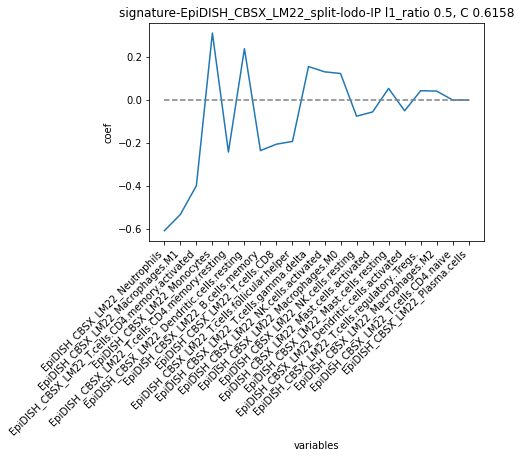 signature-EpiDISH_CBSX_LM22_split-lodo-IP l1_ratio 0.5, C 0.6158
0.2
0.0
−0.2
−0.4
−0.6
coef
EpiDISH_CBSX_LM22_Neutrophils
EpiDISH_CBSX_LM22_Macrophages.M1
EpiDISH_CBSX_LM22_T.cells.CD4.memory.activated
EpiDISH_CBSX_LM22_Monocytes
EpiDISH_CBSX_LM22_T.cells.CD4.memory.resting
EpiDISH_CBSX_LM22_Dendritic.cells.resting
EpiDISH_CBSX_LM22_B.cells.memory
EpiDISH_CBSX_LM22_T.cells.CD8
EpiDISH_CBSX_LM22_T.cells.follicular.helper
EpiDISH_CBSX_LM22_T.cells.gamma.delta
EpiDISH_CBSX_LM22_NK.cells.activated
EpiDISH_CBSX_LM22_Macrophages.M0
EpiDISH_CBSX_LM22_NK.cells.resting
EpiDISH_CBSX_LM22_Mast.cells.activated
EpiDISH_CBSX_LM22_Mast.cells.resting
EpiDISH_CBSX_LM22_Dendritic.cells.activated
EpiDISH_CBSX_LM22_T.cells.regulatory..Tregs.
EpiDISH_CBSX_LM22_Macrophages.M2
EpiDISH_CBSX_LM22_T.cells.CD4.naive
EpiDISH_CBSX_LM22_Plasma.cells
variables